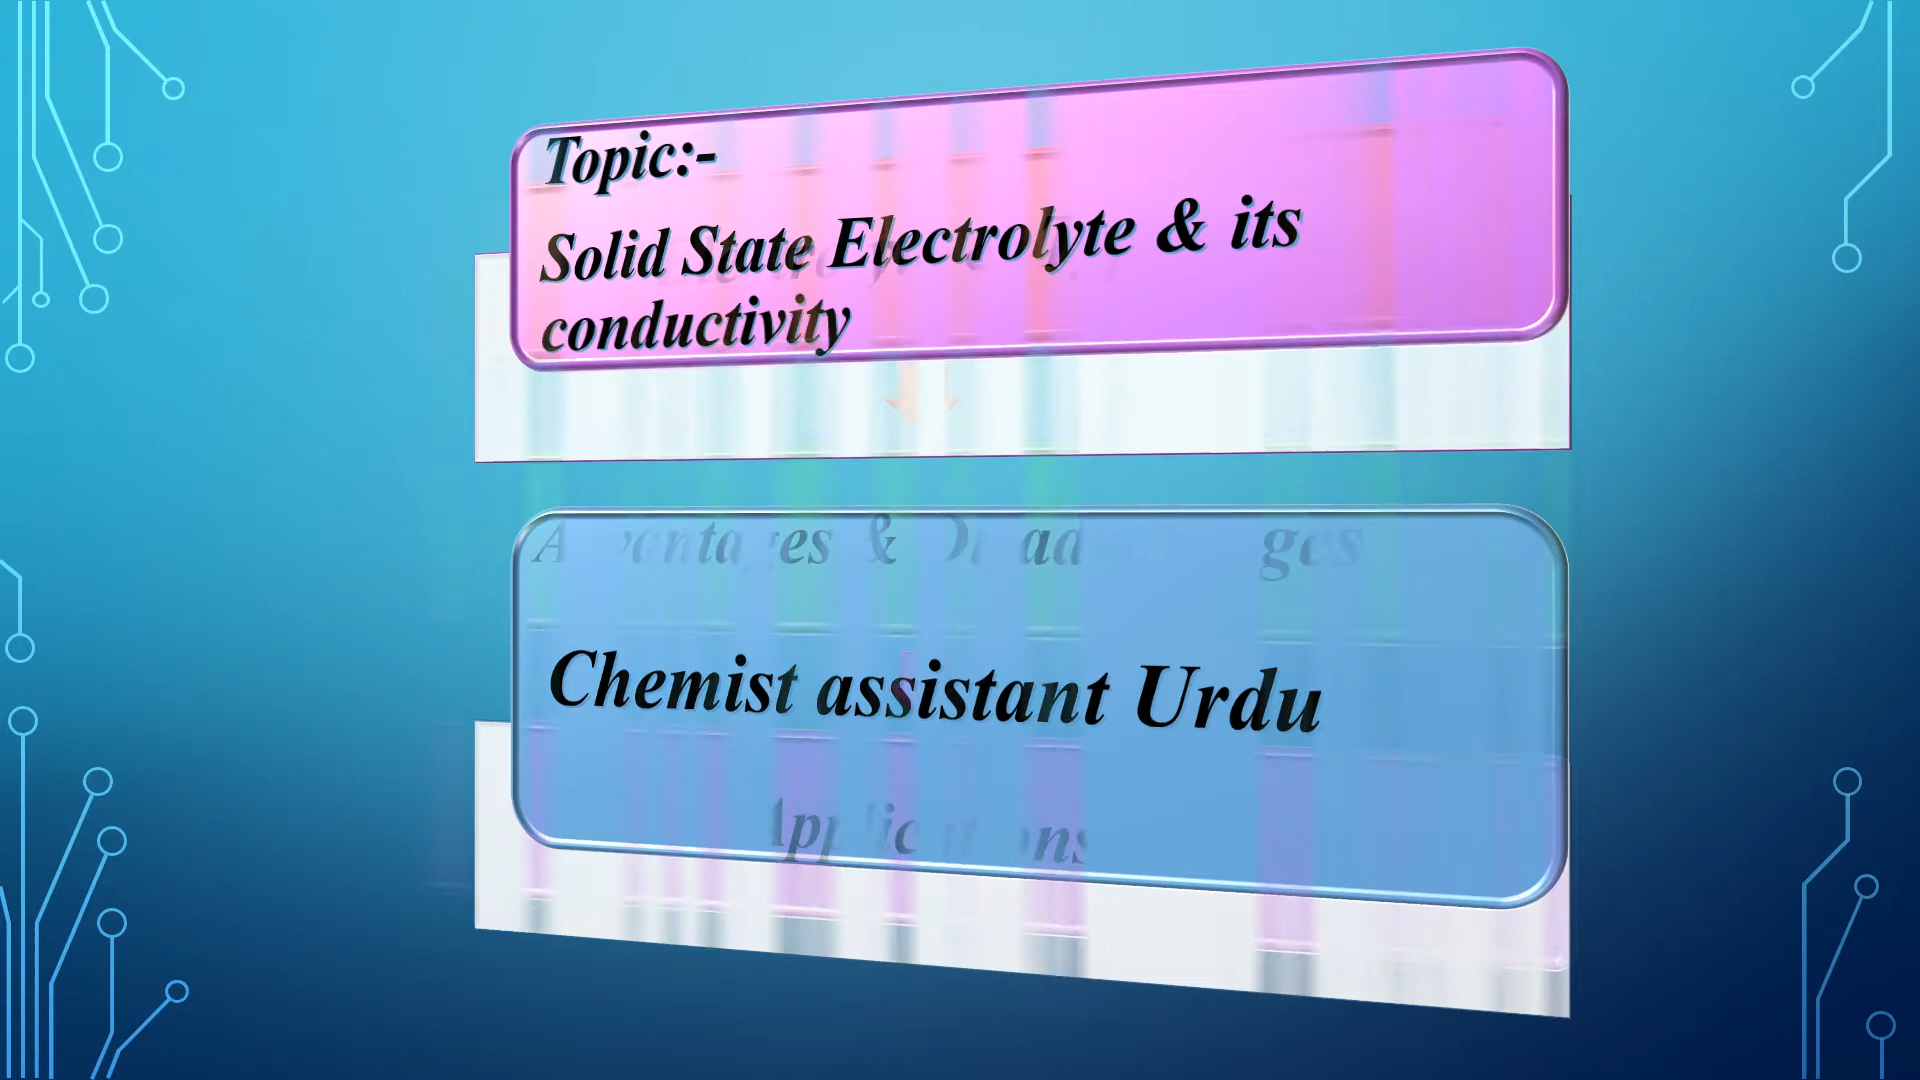 Topic:-
Solid State Electrolyte & its
conductivity
Chemist assistant Urdu